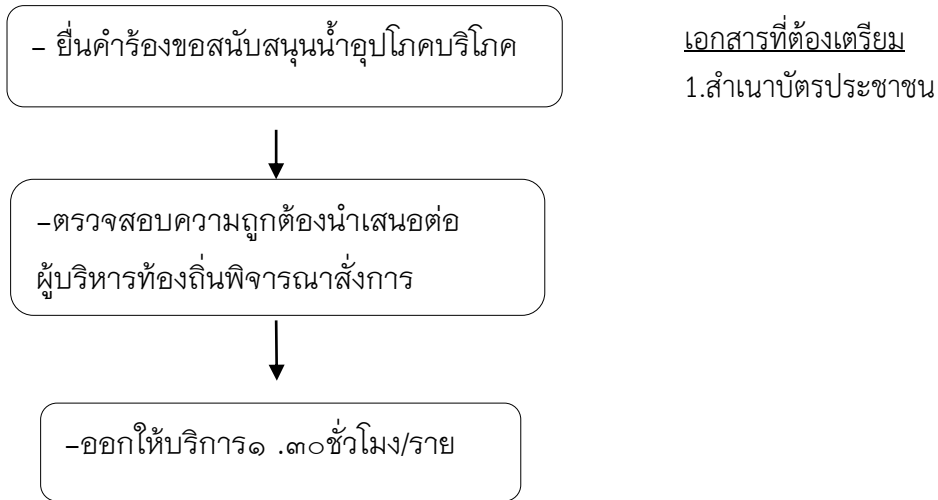 – ยื่นคำร้องขอสนับสนุนน้ำอุปโภคบริโภค
เอกสารที่ต้องเตรียม
1.สำเนาบัตรประชาชน
–ตรวจสอบความถูกต้องนำเสนอต่อ
ผู้บริหารท้องถิ่นพิจารณาสั่งการ
–ออกให้บริการ๑ .๓๐ชั่วโมง/ราย